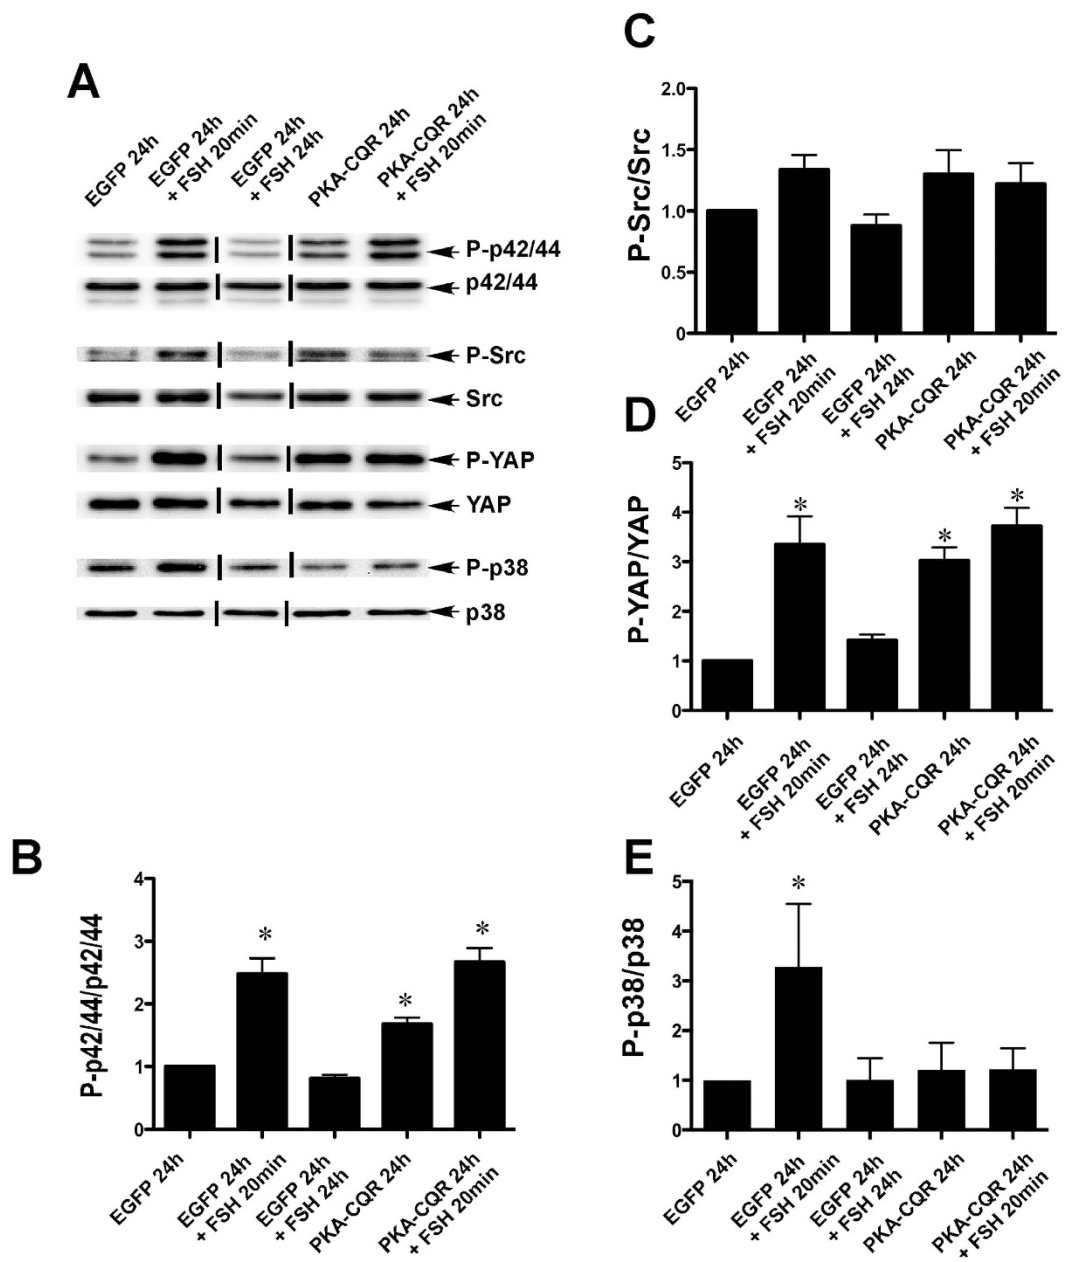 A
EGFP 24h
EGFP 24h
+ FSH 20min
EGFP 24h
+ FSH 24h
PKA-CQR 24h
PKA-CQR 24h
+ FSH 20min
P-p42/44
p42/44
P-Src
Src
P-YAP
YAP
P-p38
p38
B
P-p42/44/p42/44
4
3
2
1
0
*
*
*
EGFP 24h
EGFP 24h
+ FSH 20min
EGFP 24h
+ FSH 24h
PKA-CQR 24h
PKA-CQR 24h
+ FSH 20min
C
P-Src/Src
2.0
1.5
1.0
0.5
0
EGFP 24h
EGFP 24h
+ FSH 20min
EGFP 24h
+ FSH 24h
PKA-CQR 24h
PKA-CQR 24h
+ FSH 20min
D
P-YAP/YAP
5
4
3
2
1
0
*
*
*
EGFP 24h
EGFP 24h
+ FSH 20min
EGFP 24h
+ FSH 24h
PKA-CQR 24h
PKA-CQR 24h
+ FSH 20min
E
P-p38/p38
5
4
3
2
1
0
*
EGFP 24h
EGFP 24h
+ FSH 20min
EGFP 24h
+ FSH 24h
PKA-CQR 24h
PKA-CQR 24h
+ FSH 20min